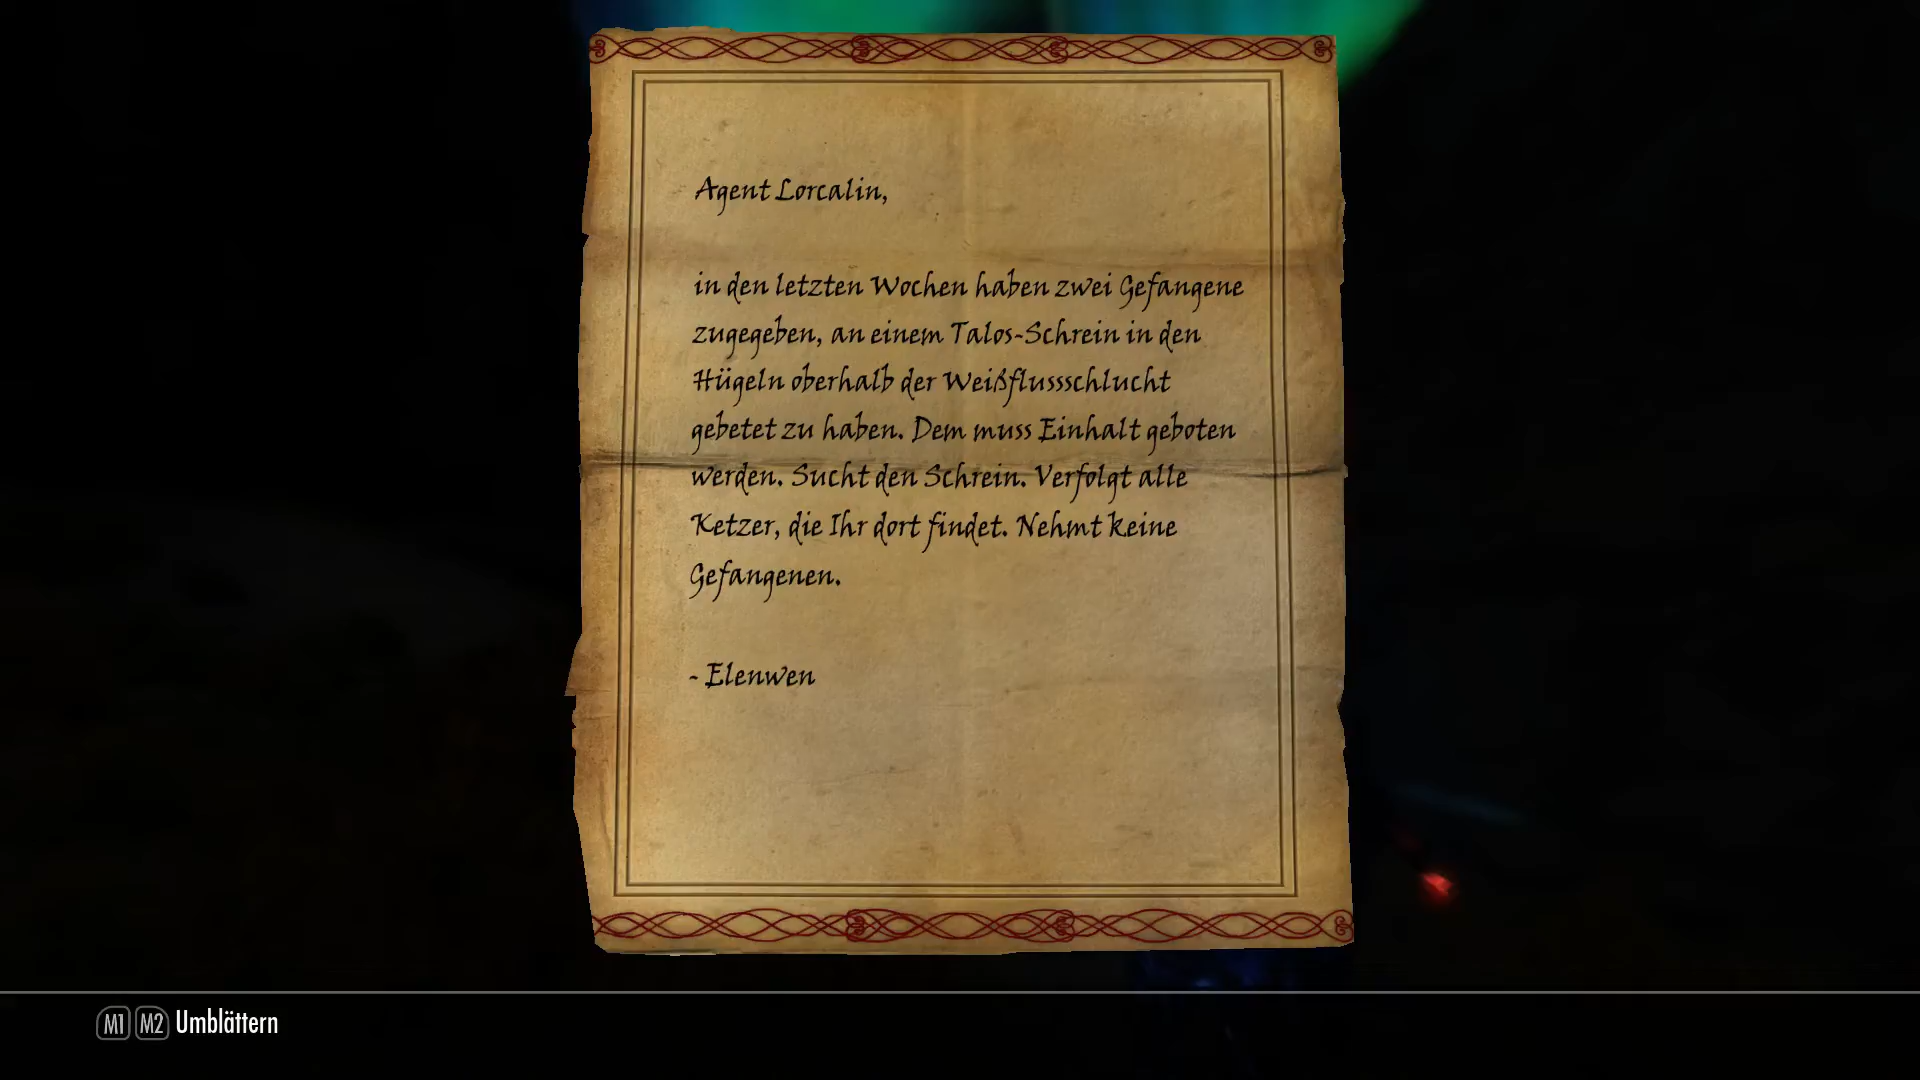 Agent Lorcalin,
in den letzten Wochen haben zwei Gefangene
zugegeben, an einem Talos-Schrein in den
Hügeln oberhalb der Weißflussschlucht
gebetet zu haben. Dem muss Einhalt geboten
werden. Sucht den Schrein. Verfolgt alle
Ketzer, die Ihr dort findet. Nehmt keine
Gefangenen.
- Elenwen
M1 M2 Umblättern